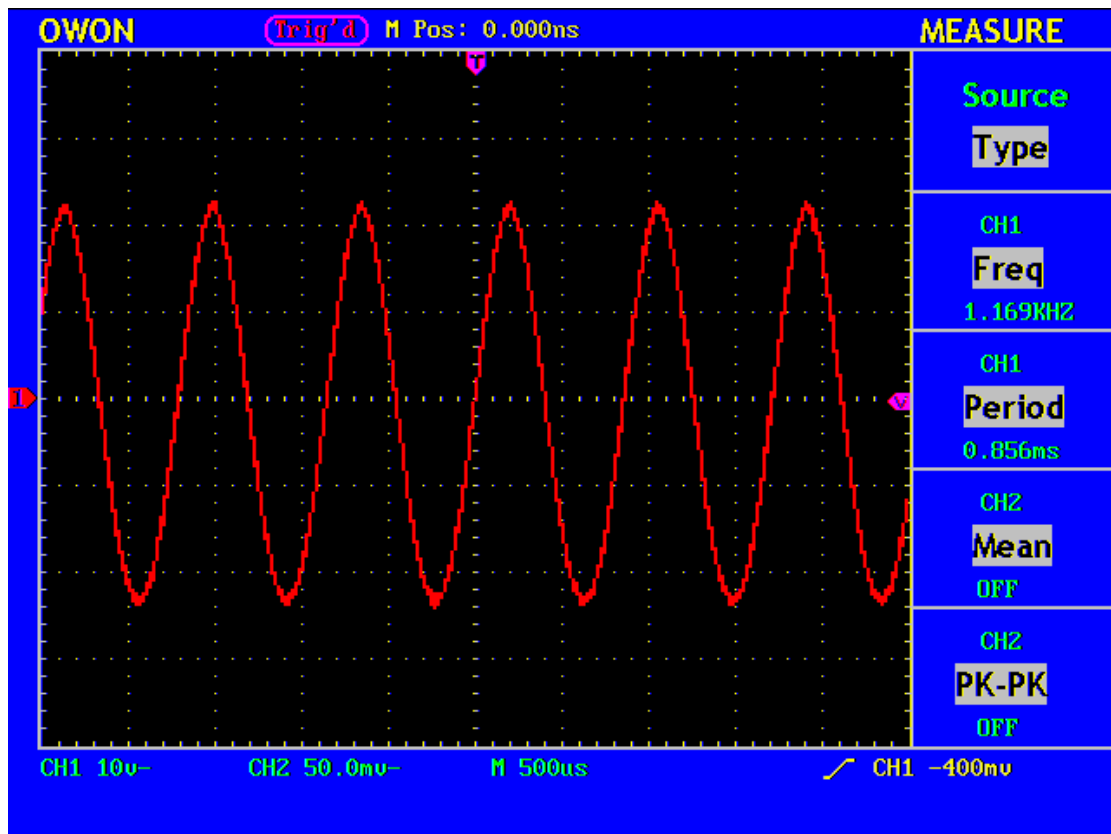 OWON Trig'd M Pos: 0.000ns MEASURE
T
Source
Type
CH1
Freq
1.169KHZ
1
V
CH1
Period
0.856ms
CH2
Mean
OFF
CH2
PK-PK
OFF
CH1 10v- CH2 50.0mv- M 500us CH1 -400mv